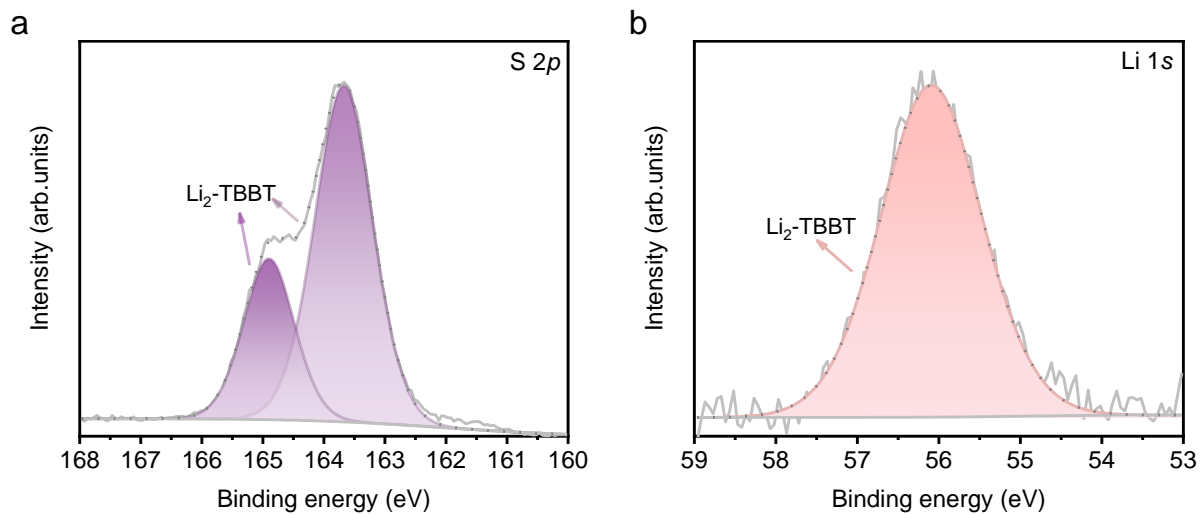 a
S 2p
Li₂-TBBT
Intensity (arb.units)
168 167 166 165 164 163 162 161 160
Binding energy (eV)
b
Li 1s
Li₂-TBBT
Intensity (arb.units)
59 58 57 56 55 54 53
Binding energy (eV)